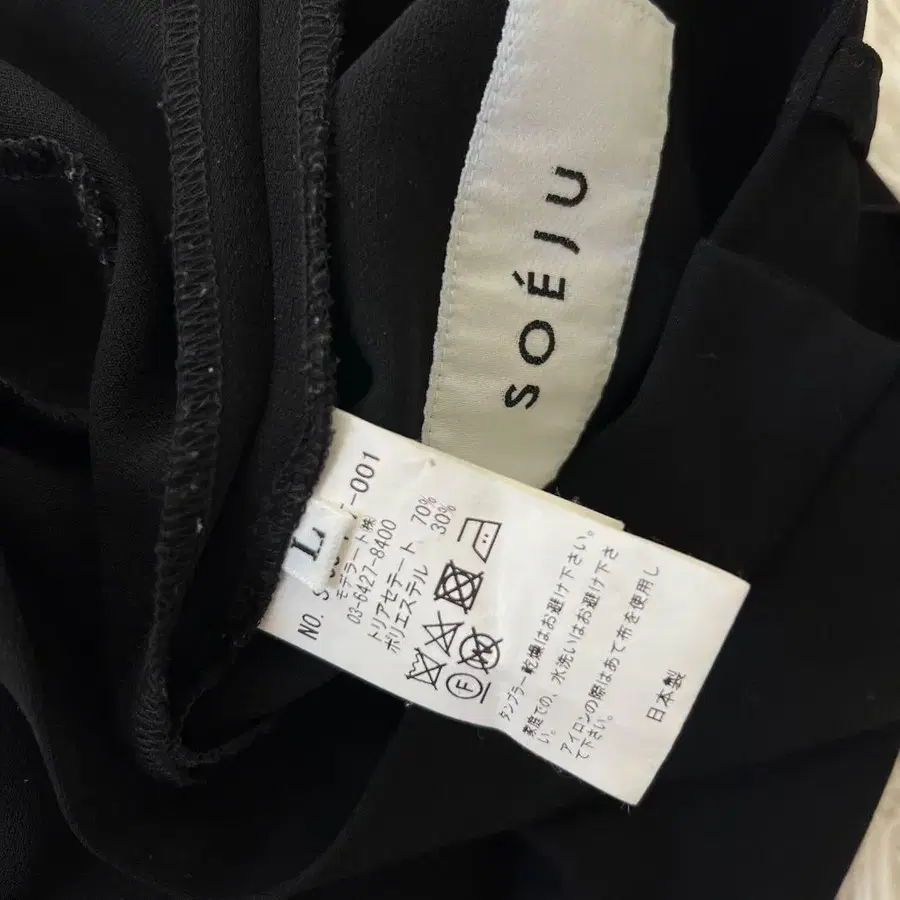 SOÉJU
L
NO. S -001
モデラート㈱
03-6427-8400
トリアセテート 70%
ポリエステル 30%
F
タンブラー乾燥はお避け下さい。
家庭での、水洗いはお避け下さ
い。
アイロンの際はあて布を使用し
て下さい。
日本製